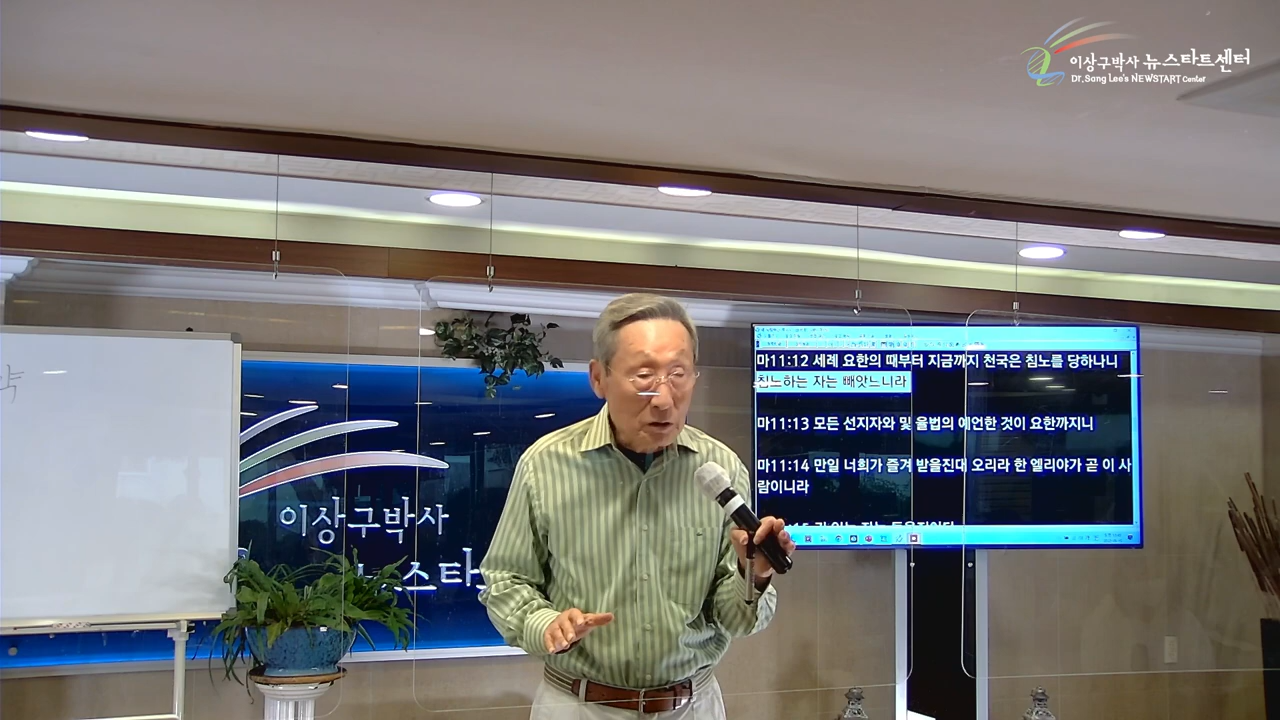 이상구박사 뉴스타트센터
Dr. Sang Lee's NEWSTART Center
마11:12 세례 요한의 때부터 지금까지 천국은 침노를 당하나니
침노하는 자는 빼앗느니라
마11:13 모든 선지자와 및 율법의 예언한 것이 요한까지니
마11:14 만일 너희가 즐겨 받을진대 오리라 한 엘리야가 곧 이 사
람이니라
이상구박사
뉴스타